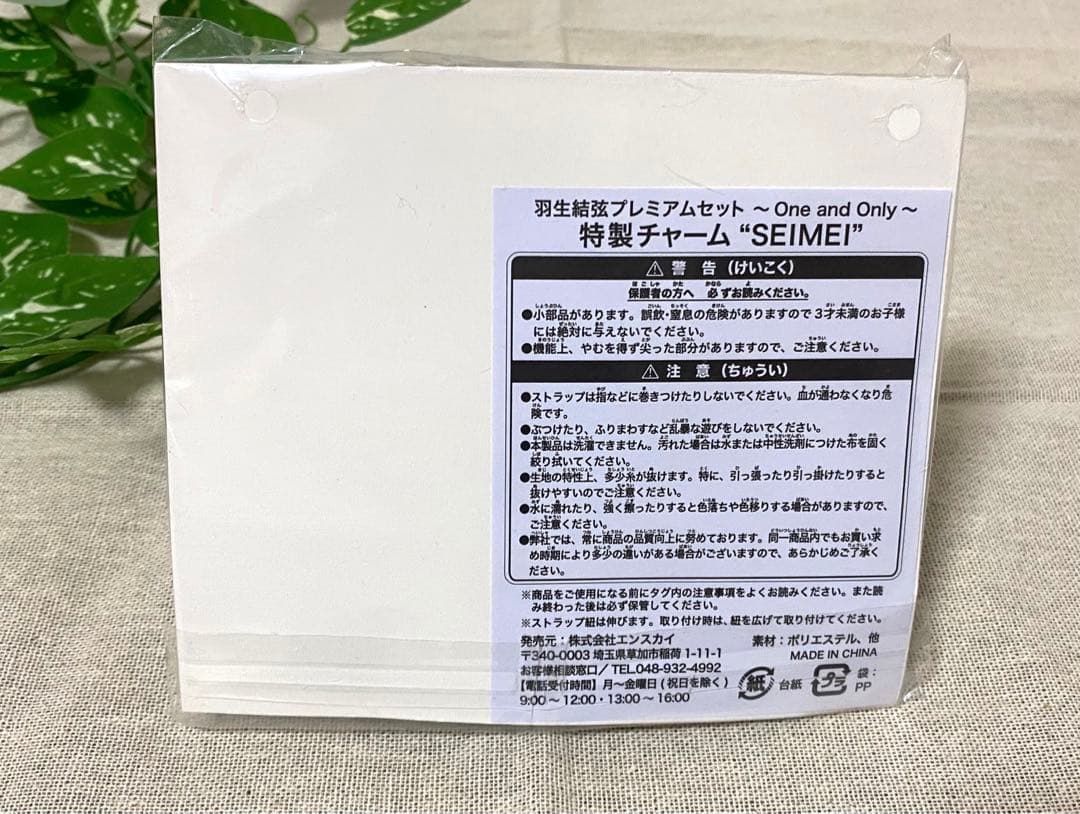 羽生結弦プレミアムセット ～ One and Only ～
特製チャーム “SEIMEI”
⚠ 警 告（けいこく）
保護者の方へ 必ずお読みください。
●小部品があります。誤飲・窒息の危険がありますので3才未満のお子様
には絶対に与えないでください。
●機能上、やむを得ず尖った部分がありますので、ご注意ください。
⚠ 注 意（ちゅうい）
●ストラップは指などに巻きつけたりしないでください。血が通わなくなり危
険です。
●ぶつけたり、ふりまわすなど乱暴な遊びをしないでください。
●本製品は洗濯できません。汚れた場合は水または中性洗剤につけた布を固く
絞り拭いてください。
●生地の特性上、多少糸が抜けます。特に、引っ張ったり引っ掛けたりすると
抜けやすいのでご注意ください。
●水に濡れたり、強く擦ったりすると色落ちや色移りする場合がありますので、
ご注意ください。
●弊社では、常に商品の品質向上に努めております。同一商品内でもお買い求
め時期により多少の違いがある場合がございますので、あらかじめご了承く
ださい。
※商品をご使用になる前にタグ内の注意事項をよくお読みください。また読
み終わった後は必ず保管してください。
※ストラップ紐は伸びます。取り付け時は、紐を広げて取り付けてください。
発売元：株式会社エンスカイ 素材：ポリエステル、他
〒340-0003 埼玉県草加市稲荷 1-11-1 MADE IN CHINA
お客様相談窓口／TEL.048-932-4992
【電話受付時間】月～金曜日（祝日を除く）
9:00 ～ 12:00・13:00 ～ 16:00
紙 台紙 プラ 袋：
PP